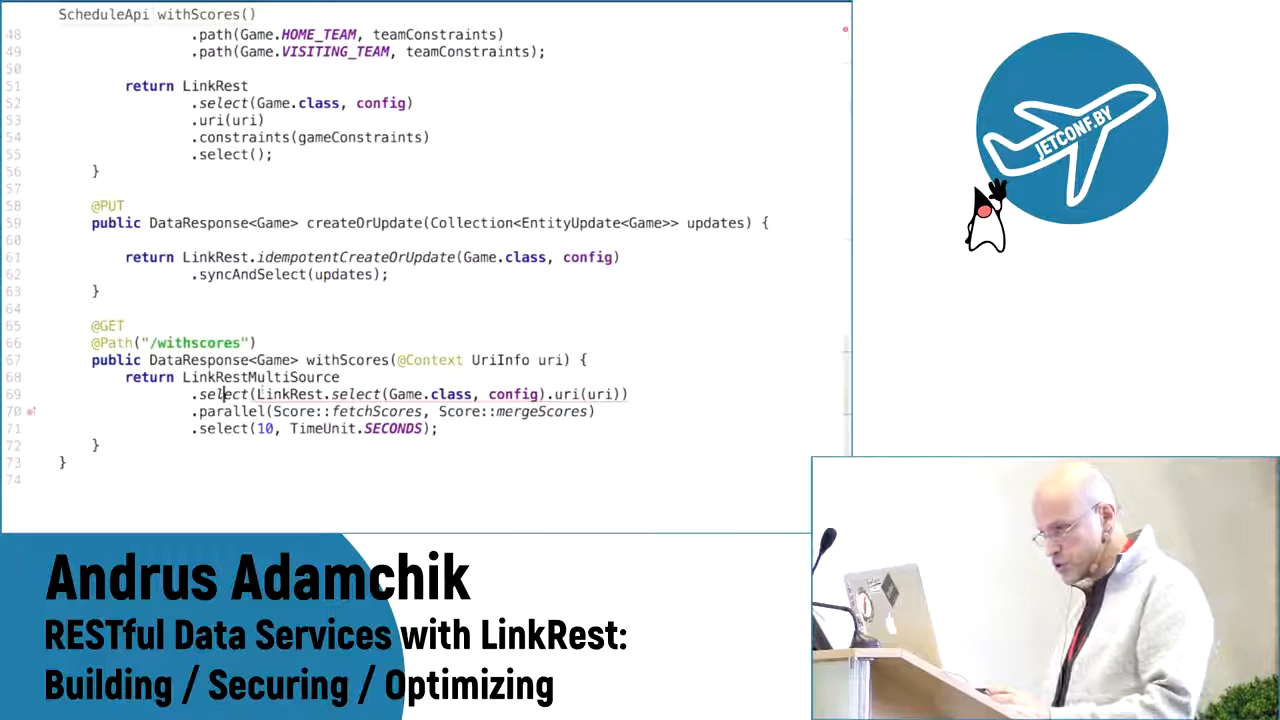 ScheduleApi withScores()
48 .path(Game.HOME_TEAM, teamConstraints)
49 .path(Game.VISITING_TEAM, teamConstraints);
50
51 return LinkRest
52 .select(Game.class, config)
53 .uri(uri)
54 .constraints(gameConstraints)
55 .select();
56 }
57
58 @PUT
59 public DataResponse<Game> createOrUpdate(Collection<EntityUpdate<Game>> updates) {
60
61 return LinkRest.idempotentCreateOrUpdate(Game.class, config)
62 .syncAndSelect(updates);
63 }
64
65 @GET
66 @Path("/withscores")
67 public DataResponse<Game> withScores(@Context UriInfo uri) {
68 return LinkRestMultiSource
69 .select(LinkRest.select(Game.class, config).uri(uri))
70 .parallel(Score::fetchScores, Score::mergeScores)
71 .select(10, TimeUnit.SECONDS);
72 }
73 }
74
JETCONF.BY
Andrus Adamchik
RESTful Data Services with LinkRest:
Building / Securing / Optimizing